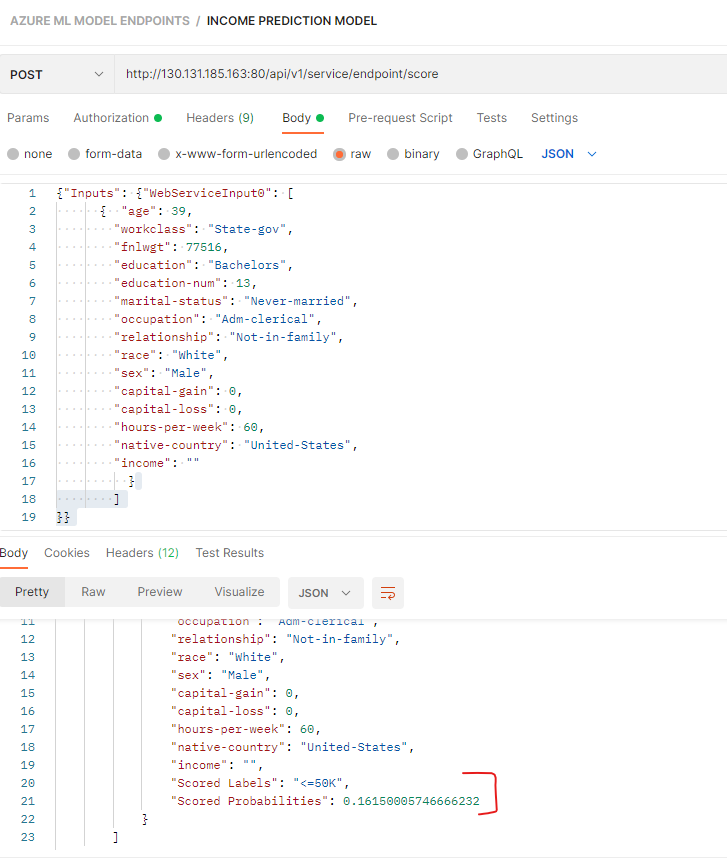 AZURE ML MODEL ENDPOINTS / INCOME PREDICTION MODEL
POST http://130.131.185.163:80/api/v1/service/endpoint/score
Params Authorization Headers (9) Body Pre-request Script Tests Settings
none form-data x-www-form-urlencoded raw binary GraphQL JSON
1 {"Inputs": {"WebServiceInput0": [
2 { "age": 39,
3 "workclass": "State-gov",
4 "fnlwgt": 77516,
5 "education": "Bachelors",
6 "education-num": 13,
7 "marital-status": "Never-married",
8 "occupation": "Adm-clerical",
9 "relationship": "Not-in-family",
10 "race": "White",
11 "sex": "Male",
12 "capital-gain": 0,
13 "capital-loss": 0,
14 "hours-per-week": 60,
15 "native-country": "United-States",
16 "income": ""
17 }
18 ]
19 }}
Body Cookies Headers (12) Test Results
Pretty Raw Preview Visualize JSON
11 "occupation": "Adm-clerical",
12 "relationship": "Not-in-family",
13 "race": "White",
14 "sex": "Male",
15 "capital-gain": 0,
16 "capital-loss": 0,
17 "hours-per-week": 60,
18 "native-country": "United-States",
19 "income": "",
20 "Scored Labels": "<=50K",
21 "Scored Probabilities": 0.16150005746666232
22 }
23 ]